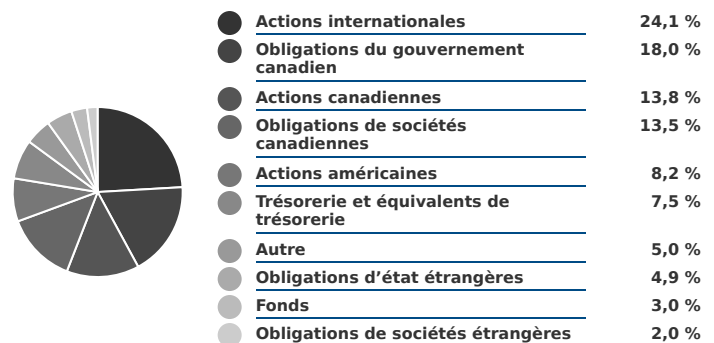 Actions internationales 24,1 %
Obligations du gouvernement 18,0 %
canadien
Actions canadiennes 13,8 %
Obligations de sociétés 13,5 %
canadiennes
Actions américaines 8,2 %
Trésorerie et équivalents de 7,5 %
trésorerie
Autre 5,0 %
Obligations d’état étrangères 4,9 %
Fonds 3,0 %
Obligations de sociétés étrangères 2,0 %